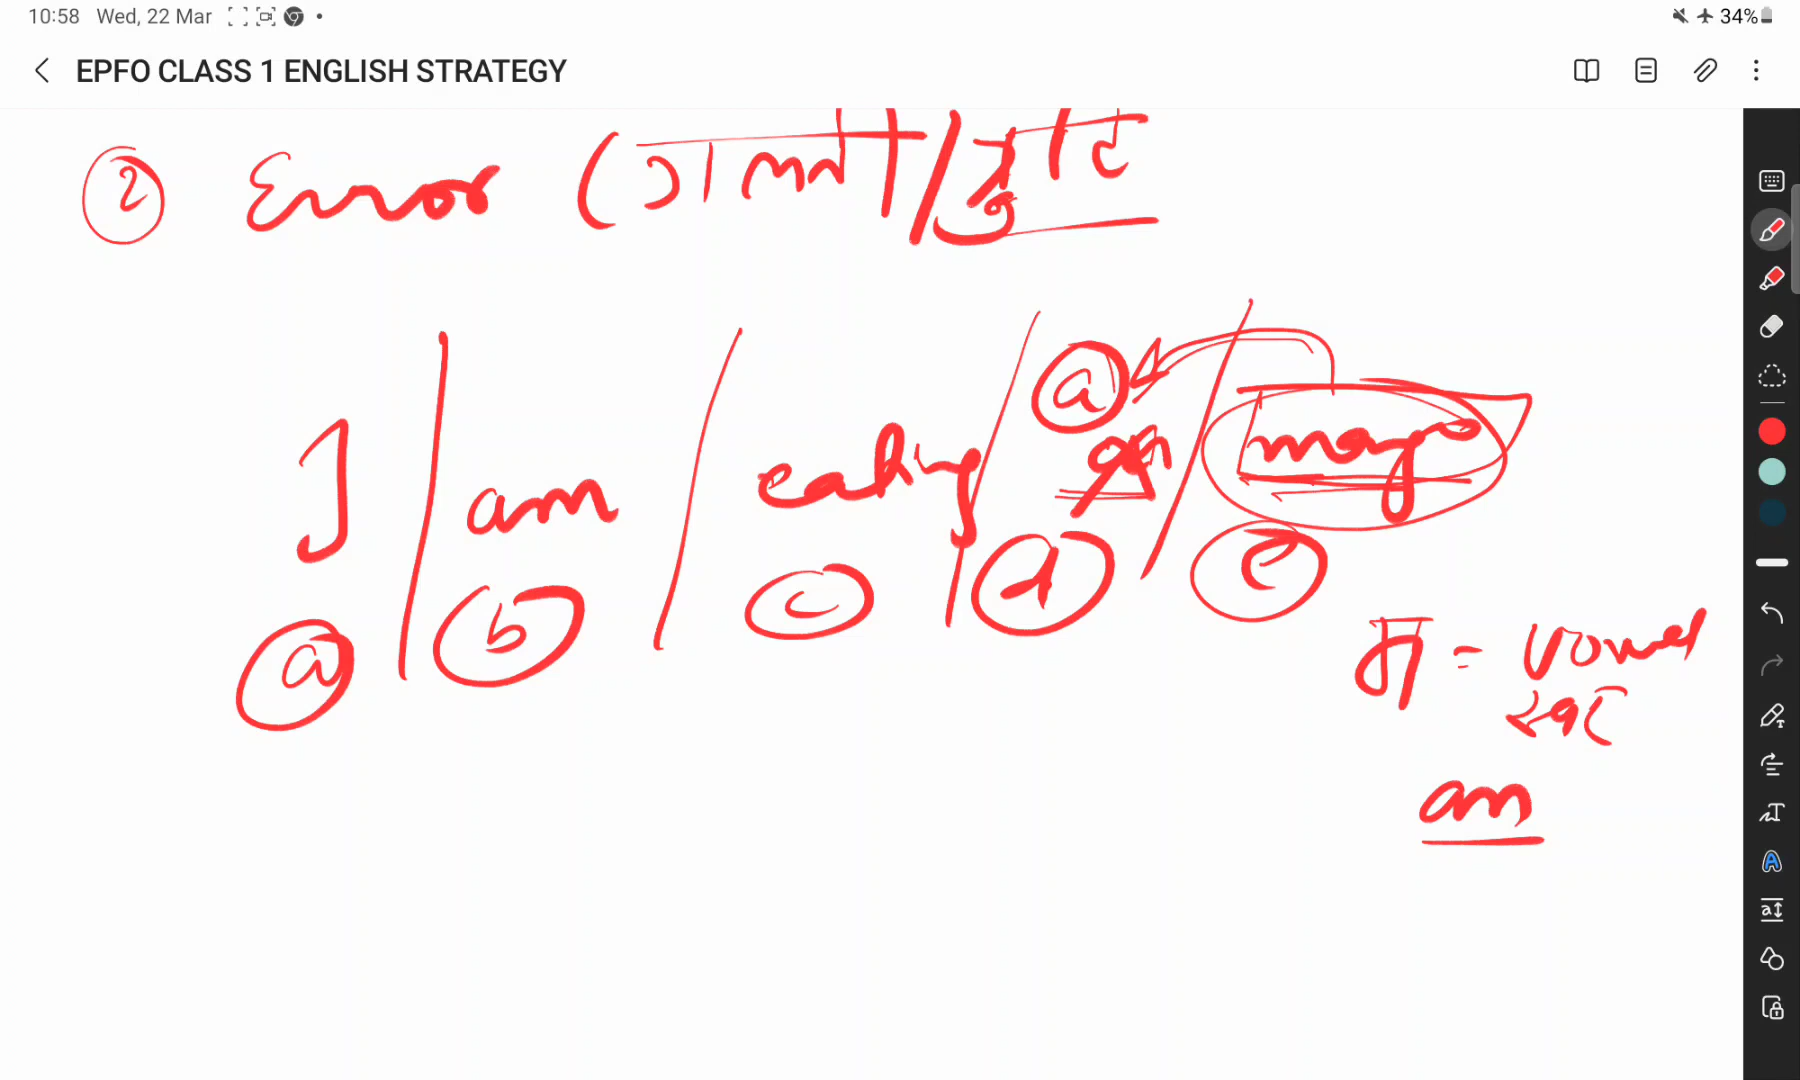 10:58 Wed, 22 Mar 34%
EPFO CLASS 1 ENGLISH STRATEGY
2 Error (गलती/त्रुटि
a
I / am / eating / an / mango
a b c d e
= vowel
स्वर
an